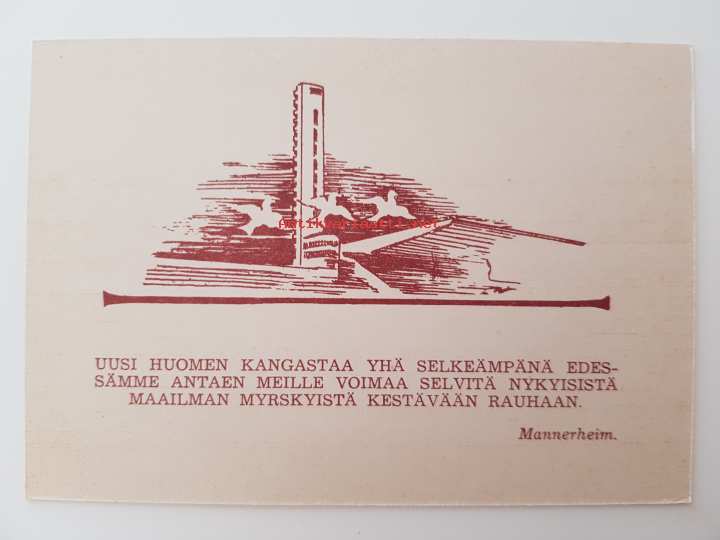 UUSI HUOMEN KANGASTAA YHÄ SELKEÄMPÄNÄ EDES-
SÄMME ANTAEN MEILLE VOIMAA SELVITÄ NYKYISISTÄ
MAAILMAN MYRSKYISTÄ KESTÄVÄÄN RAUHAAN.
Mannerheim.